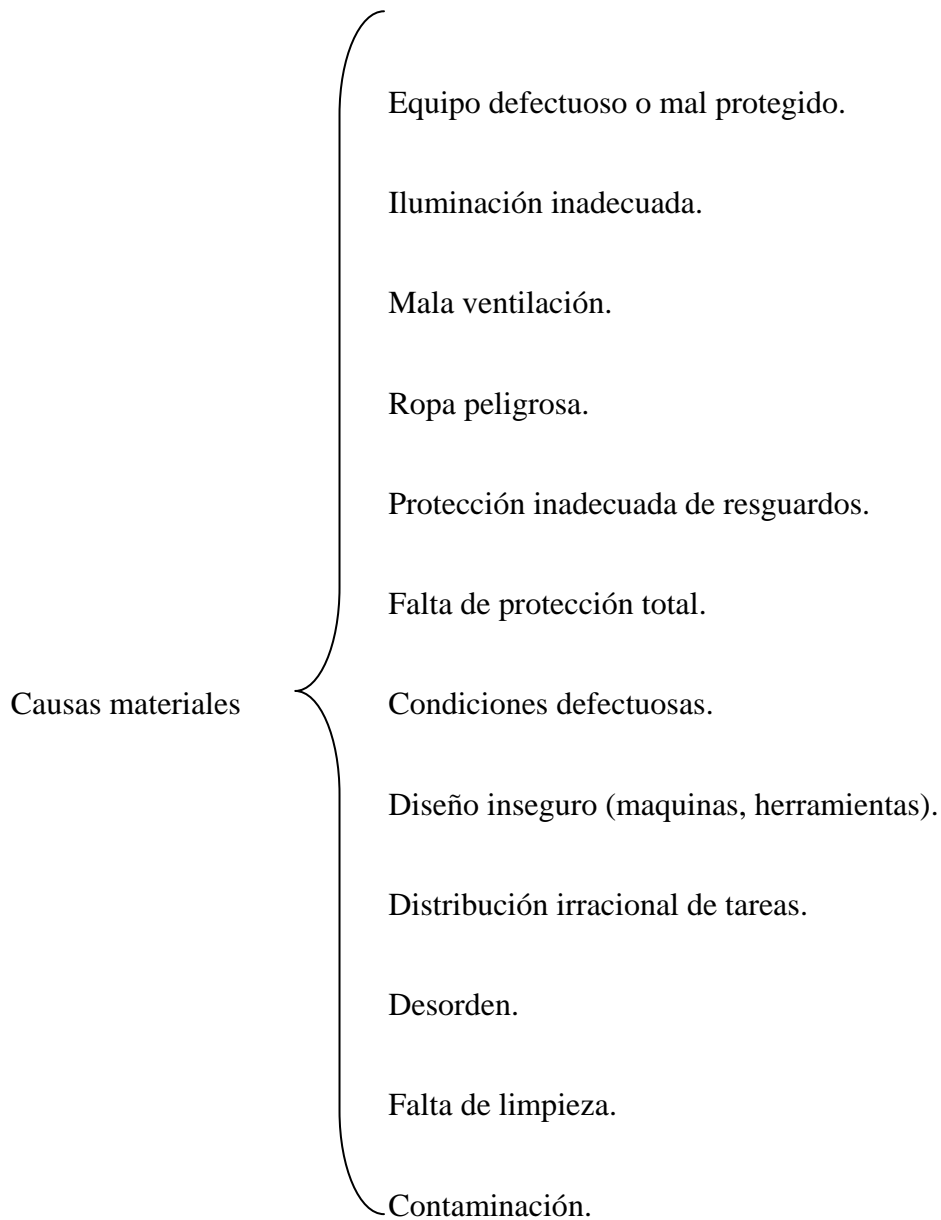 Equipo defectuoso o mal protegido.
Iluminación inadecuada.
Mala ventilación.
Ropa peligrosa.
Protección inadecuada de resguardos.
Falta de protección total.
Causas materiales
Condiciones defectuosas.
Diseño inseguro (maquinas, herramientas).
Distribución irracional de tareas.
Desorden.
Falta de limpieza.
Contaminación.